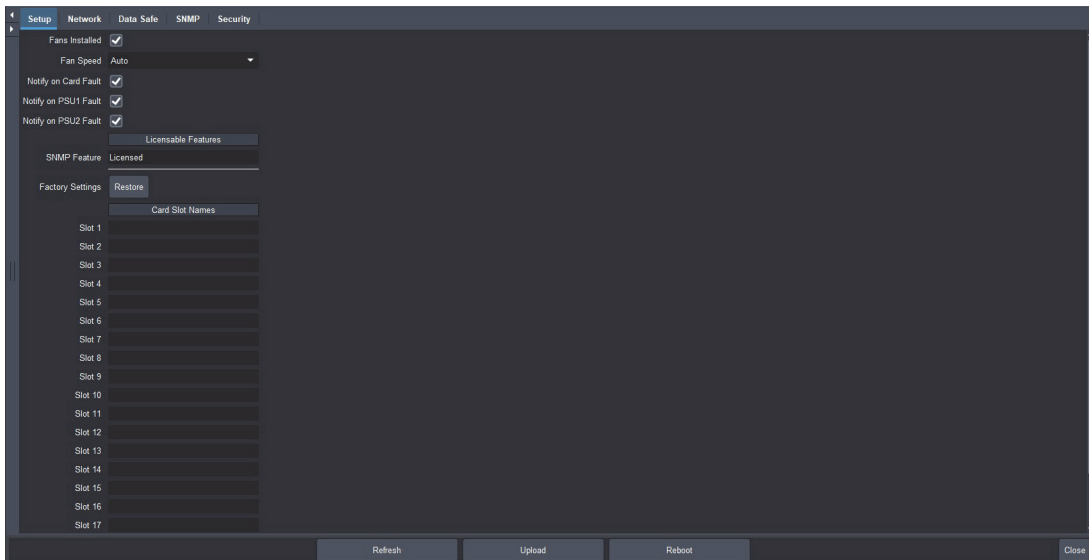 Setup Network Data Safe SNMP Security
Fans Installed
Fan Speed Auto
Notify on Card Fault
Notify on PSU1 Fault
Notify on PSU2 Fault
Licensable Features
SNMP Feature Licensed
Factory Settings Restore
Card Slot Names
Slot 1
Slot 2
Slot 3
Slot 4
Slot 5
Slot 6
Slot 7
Slot 8
Slot 9
Slot 10
Slot 11
Slot 12
Slot 13
Slot 14
Slot 15
Slot 16
Slot 17
Refresh Upload Reboot Close